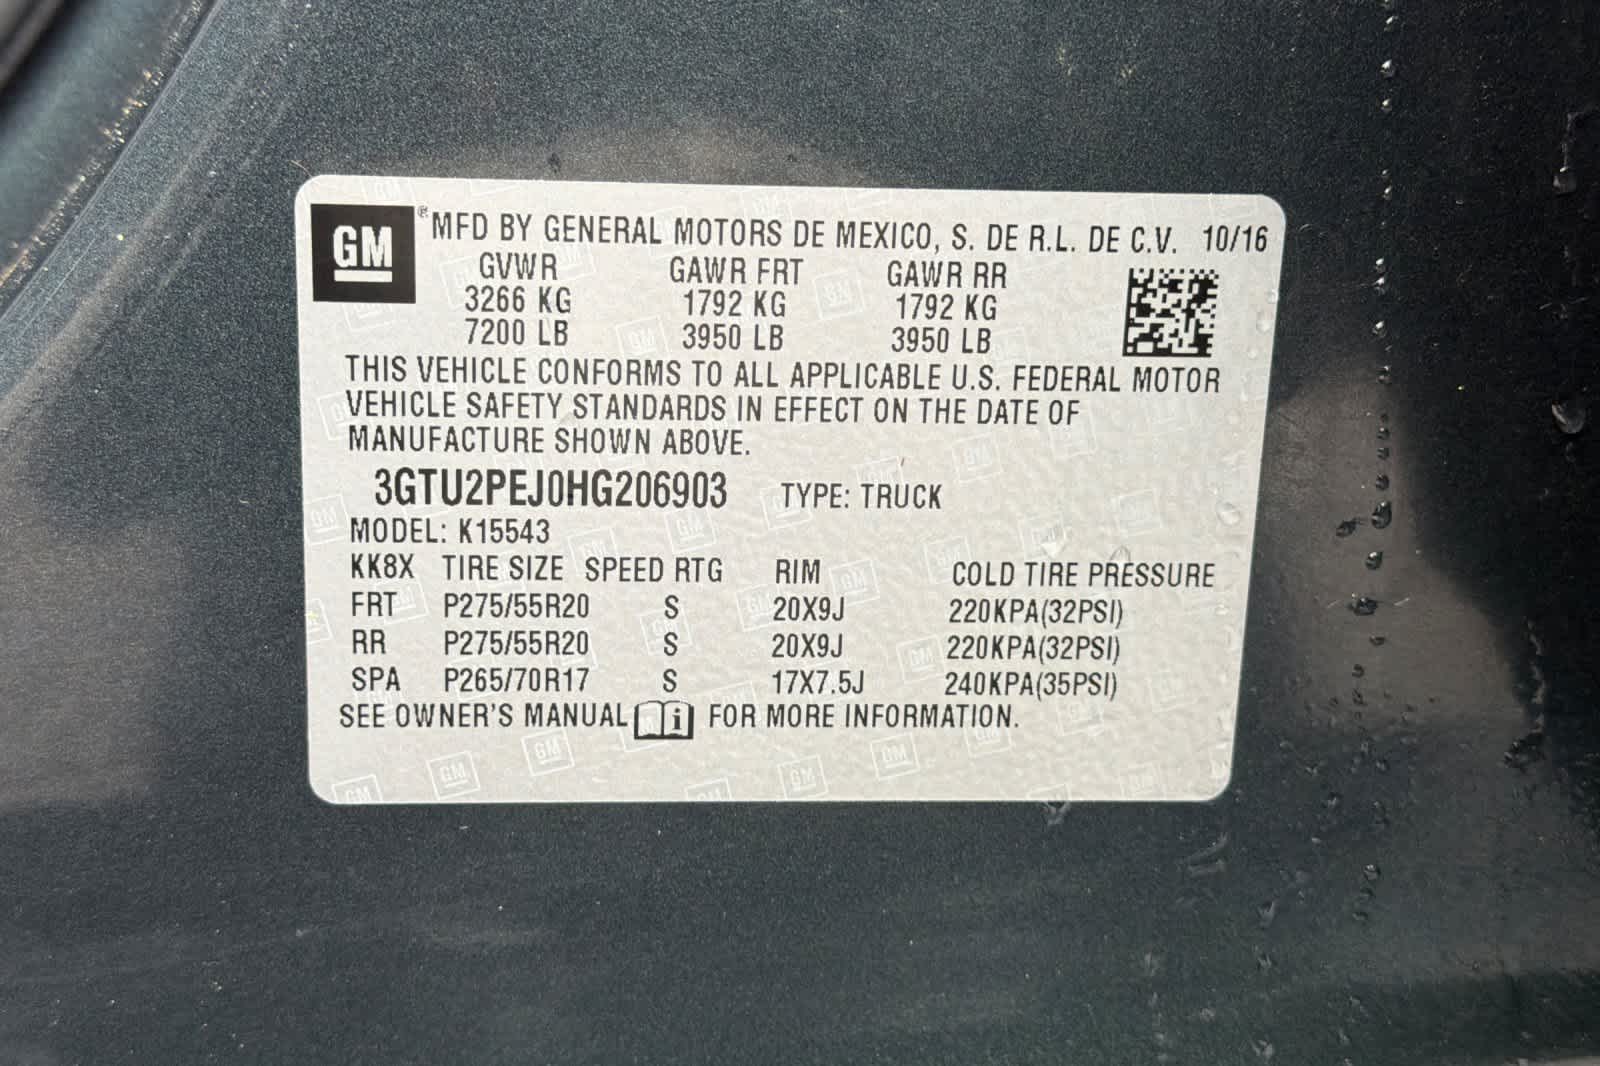 GM ® MFD BY GENERAL MOTORS DE MEXICO, S. DE R.L. DE C.V. 10/16
GVWR GAWR FRT GAWR RR
3266 KG 1792 KG 1792 KG
7200 LB 3950 LB 3950 LB
THIS VEHICLE CONFORMS TO ALL APPLICABLE U.S. FEDERAL MOTOR
VEHICLE SAFETY STANDARDS IN EFFECT ON THE DATE OF
MANUFACTURE SHOWN ABOVE.
3GTU2PEJ0HG206903 TYPE: TRUCK
MODEL: K15543
KK8X TIRE SIZE SPEED RTG RIM COLD TIRE PRESSURE
FRT P275/55R20 S 20X9J 220KPA(32PSI)
RR P275/55R20 S 20X9J 220KPA(32PSI)
SPA P265/70R17 S 17X7.5J 240KPA(35PSI)
SEE OWNER'S MANUAL i FOR MORE INFORMATION.